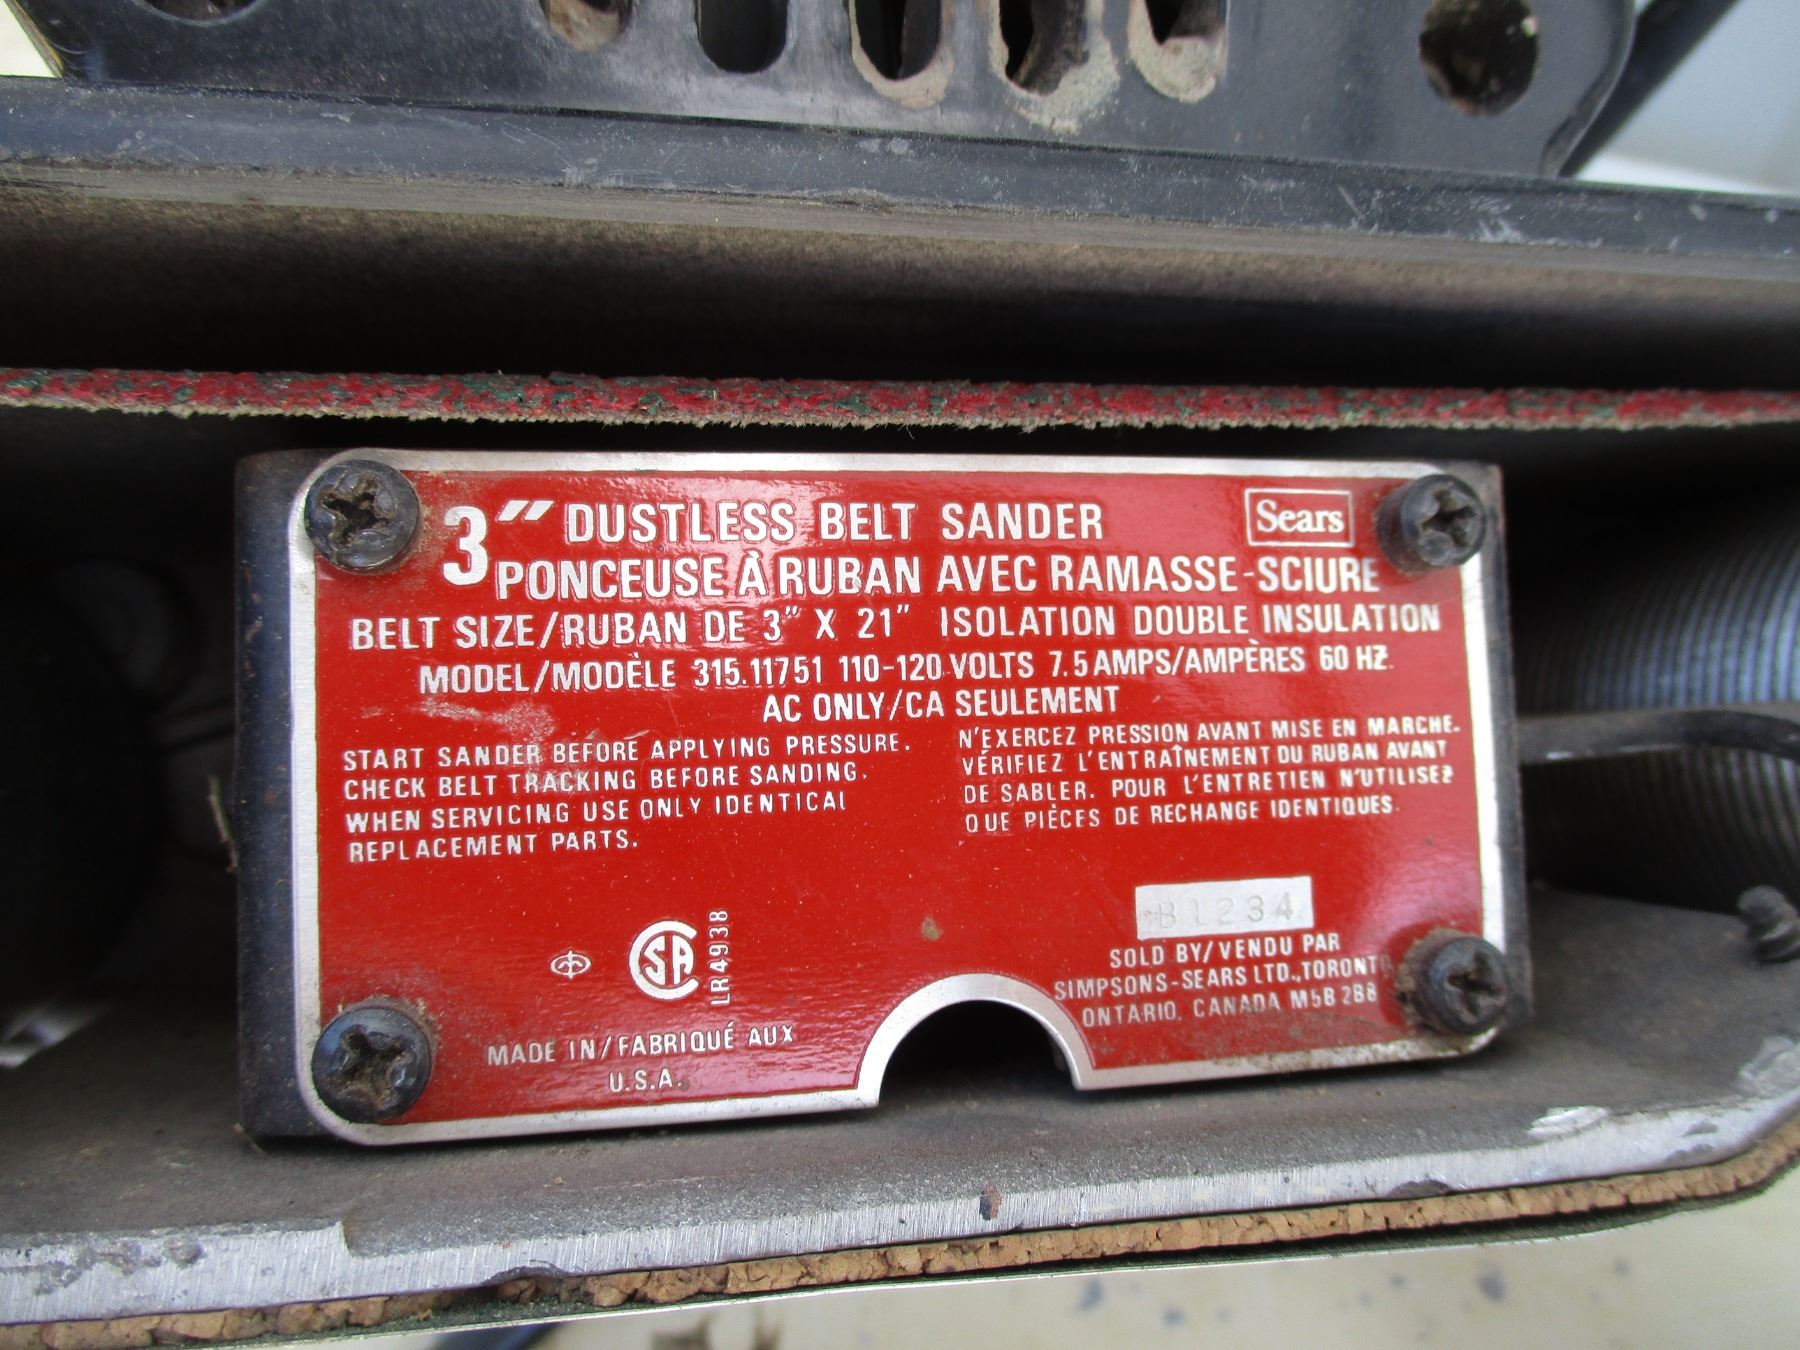 3″ DUSTLESS BELT SANDER
Sears
PONCEUSE À RUBAN AVEC RAMASSE-SCIURE
BELT SIZE/RUBAN DE 3″ X 21″ ISOLATION DOUBLE INSULATION
MODEL/MODÈLE 315.11751 110-120 VOLTS 7.5 AMPS/AMPÈRES 60 HZ.
AC ONLY/CA SEULEMENT
START SANDER BEFORE APPLYING PRESSURE.
CHECK BELT TRACKING BEFORE SANDING.
WHEN SERVICING USE ONLY IDENTICAL
REPLACEMENT PARTS.
N'EXERCEZ PRESSION AVANT MISE EN MARCHE.
VÉRIFIEZ L'ENTRAÎNEMENT DU RUBAN AVANT
DE SABLER. POUR L'ENTRETIEN N'UTILISEZ
QUE PIÈCES DE RECHANGE IDENTIQUES.
B1234
SA
LR4938
SOLD BY/VENDU PAR
SIMPSONS-SEARS LTD., TORONTO
ONTARIO, CANADA M5B 2B8
MADE IN/FABRIQUÉ AUX
U.S.A.